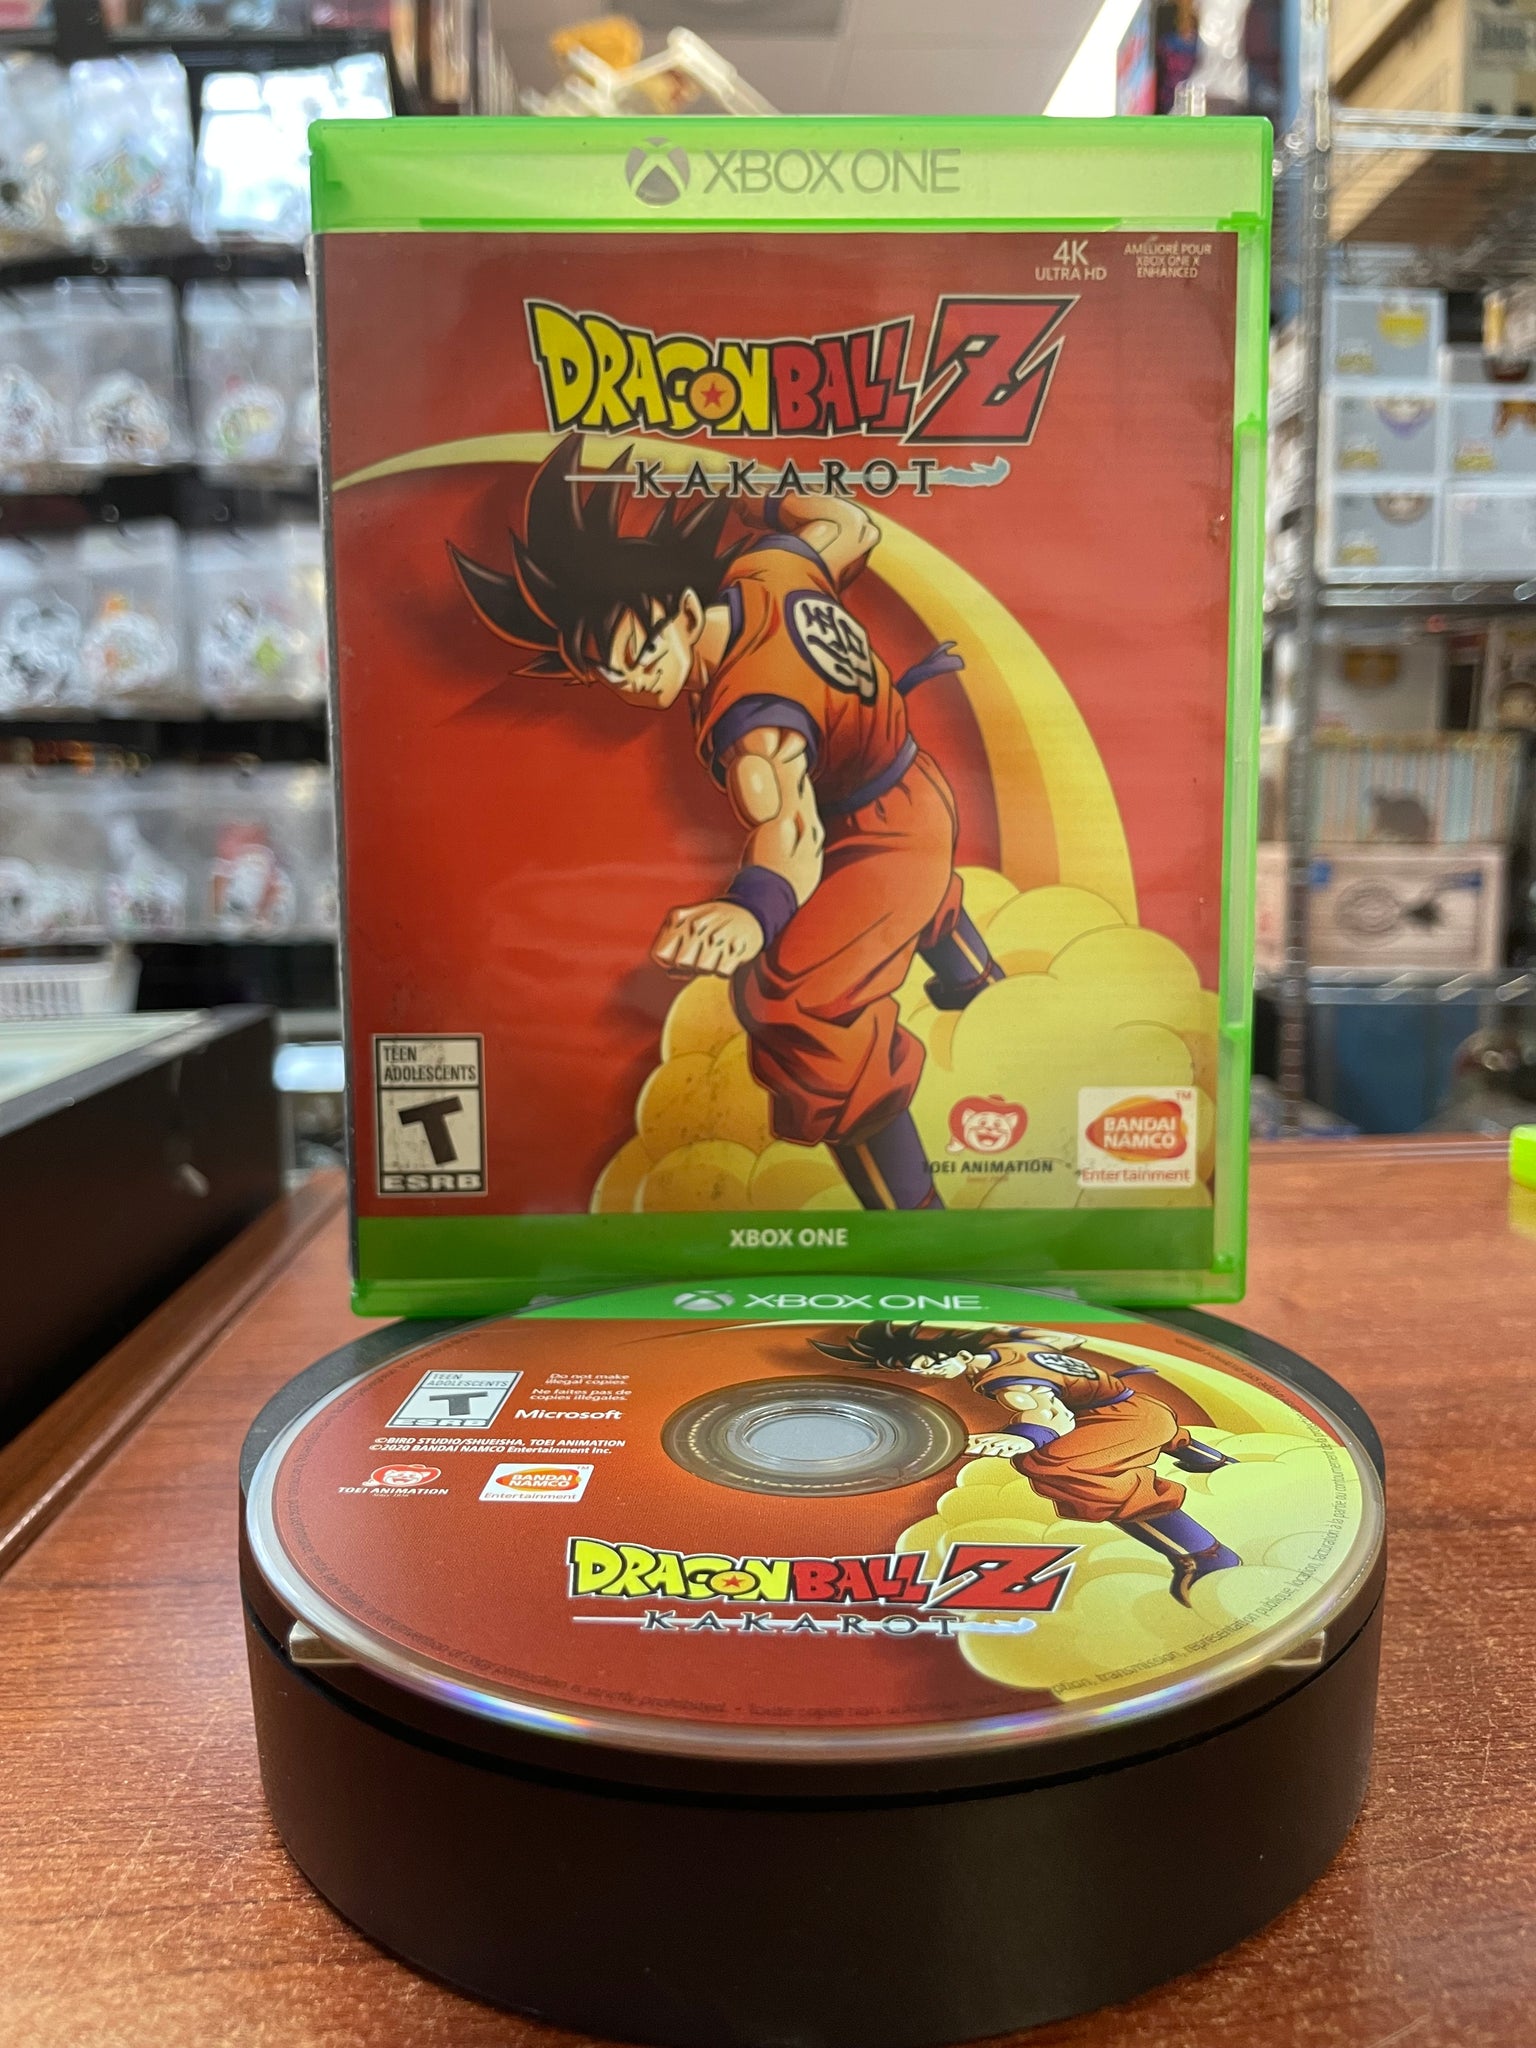 XBOX ONE
4K
ULTRA HD
AMÉLIORÉ POUR
XBOX ONE X
ENHANCED
DRAGON BALL Z
KAKAROT
TEEN
ADOLESCENTS
T
ESRB
TOEI ANIMATION
BANDAI
NAMCO
Entertainment
TM
XBOX ONE
XBOX ONE
TEEN
ADOLESCENTS
T
ESRB
Do not make
illegal copies.
Ne faites pas de
copies illégales.
Microsoft
©BIRD STUDIO/SHUEISHA, TOEI ANIMATION
©2020 BANDAI NAMCO Entertainment Inc.
TOEI ANIMATION
BANDAI
NAMCO
Entertainment
TM
DRAGON BALL Z
KAKAROT